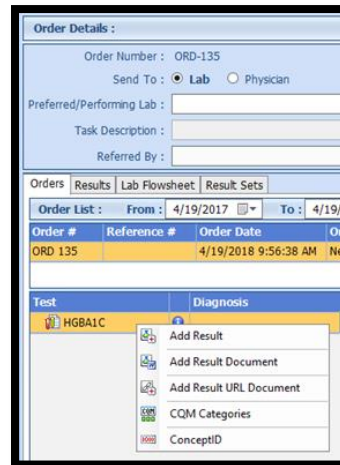 Order Details :
Order Number : ORD-135
Send To : Lab Physician
Preferred/Performing Lab :
Task Description :
Referred By :
Orders Results Lab Flowsheet Result Sets
Order List : From : 4/19/2017 To : 4/19/
Order # Reference # Order Date
ORD 135 4/19/2018 9:56:38 AM
Test Diagnosis
HGBA1C
Add Result
Add Result Document
Add Result URL Document
CQM Categories
ConceptID